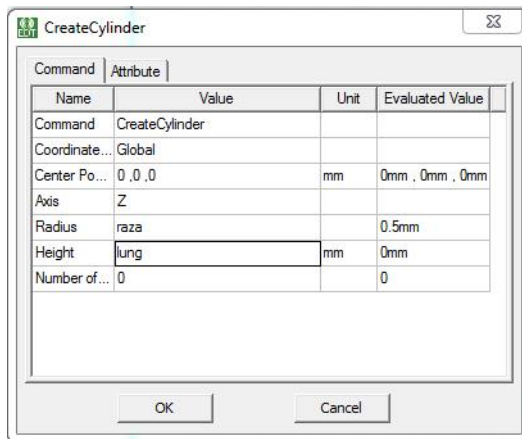 CreateCylinder
Command Attribute
Name Value Unit Evaluated Value
Command CreateCylinder
Coordinate... Global
Center Po... 0 ,0 ,0 mm 0mm , 0mm , 0mm
Axis Z
Radius raza 0.5mm
Height lung mm 0mm
Number of... 0 0
OK Cancel